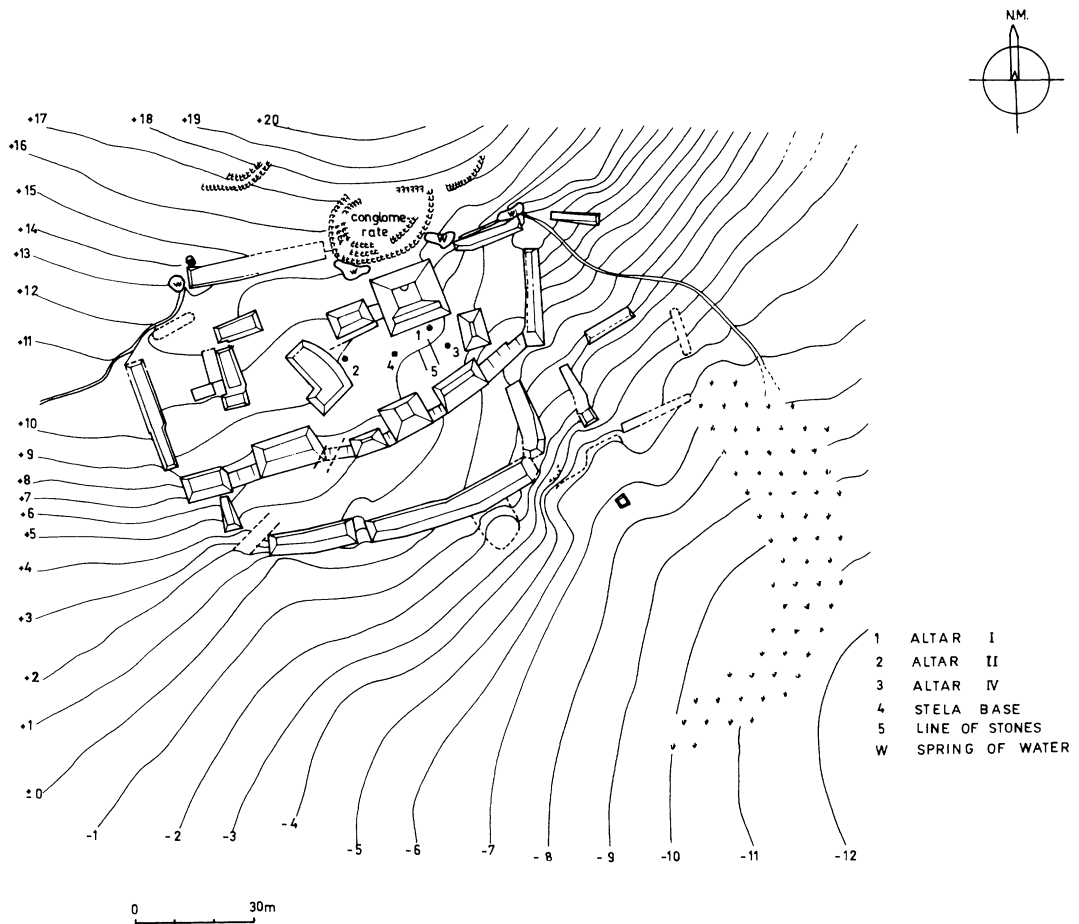 N.M.
+17 +18 +19 +20
+16
+15
+14
+13
+12
+11
+10
+9
+8
+7
+6
+5
+4
+3
+2
+1
±0
-1 -2 -3 -4 -5 -6 -7 -8 -9 -10 -11 -12
conglome
rate
W
W
W
W
1
2
4
3
5
1 ALTAR I
2 ALTAR II
3 ALTAR IV
4 STELA BASE
5 LINE OF STONES
W SPRING OF WATER
0 30m